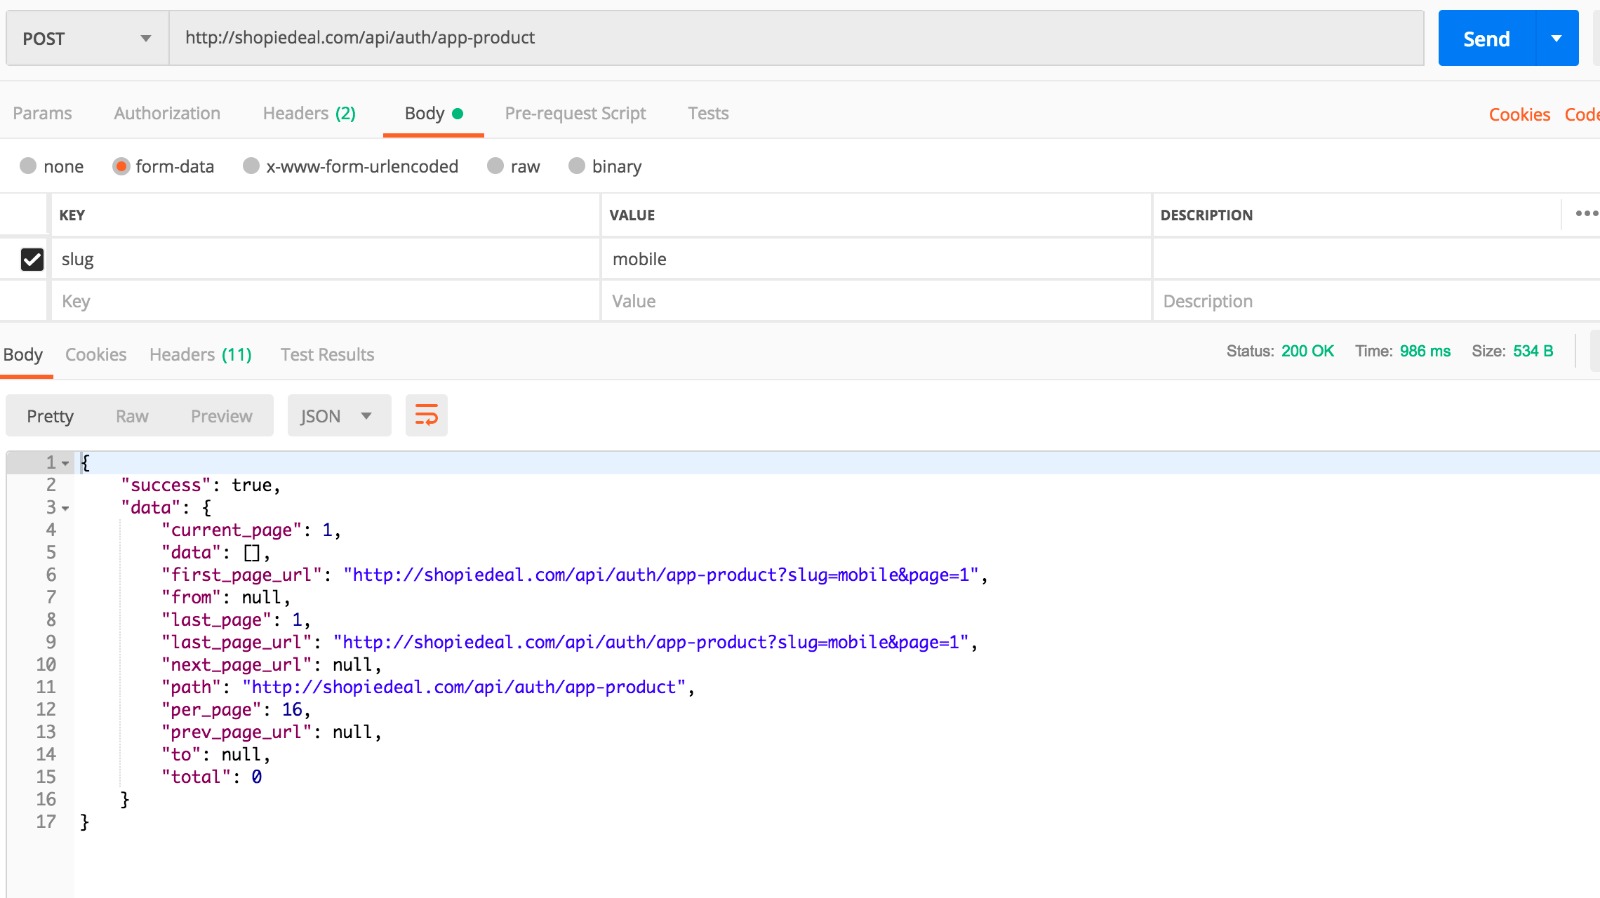 POST http://shopiedeal.com/api/auth/app-product Send
Params Authorization Headers (2) Body Pre-request Script Tests Cookies Code
none form-data x-www-form-urlencoded raw binary
KEY VALUE DESCRIPTION
slug mobile
Key Value Description
Body Cookies Headers (11) Test Results Status: 200 OK Time: 986 ms Size: 534 B
Pretty Raw Preview JSON
1 {
2 "success": true,
3 "data": {
4 "current_page": 1,
5 "data": [],
6 "first_page_url": "http://shopiedeal.com/api/auth/app-product?slug=mobile&page=1",
7 "from": null,
8 "last_page": 1,
9 "last_page_url": "http://shopiedeal.com/api/auth/app-product?slug=mobile&page=1",
10 "next_page_url": null,
11 "path": "http://shopiedeal.com/api/auth/app-product",
12 "per_page": 16,
13 "prev_page_url": null,
14 "to": null,
15 "total": 0
16 }
17 }